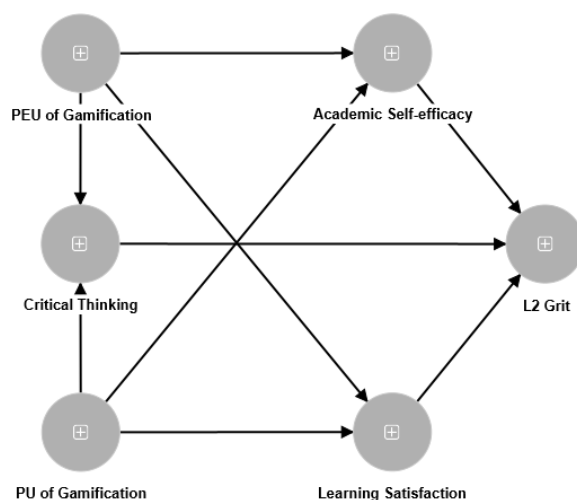 PEU of Gamification
Academic Self-efficacy
Critical Thinking
L2 Grit
PU of Gamification
Learning Satisfaction